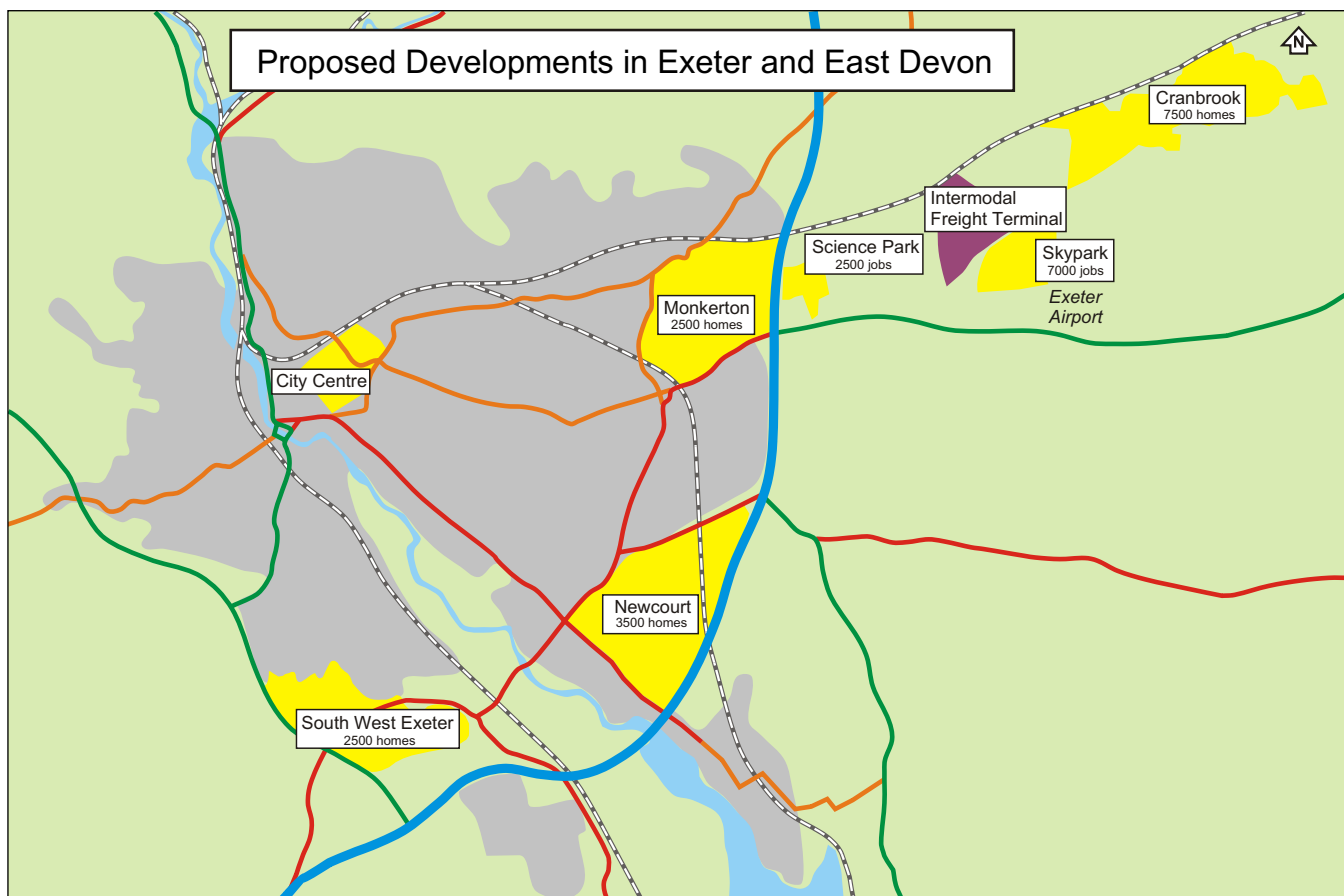 Proposed Developments in Exeter and East Devon
N
Cranbrook
7500 homes
Intermodal
Freight Terminal
Science Park
2500 jobs
Skypark
7000 jobs
Exeter
Airport
Monkerton
2500 homes
City Centre
Newcourt
3500 homes
South West Exeter
2500 homes